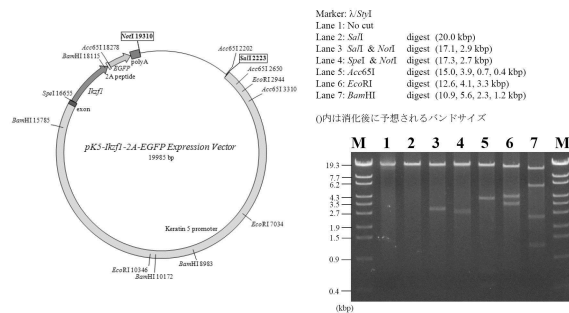 NotI 19310
Acc65I 18278
BamHI 18115
EGFP
polyA
2A peptide
Ikzf1
SpeI 16655
exon
BamHI 15785
Acc65I 2202
SalI 2223
Acc65I 2650
EcoRI 2944
Acc65I 3310
pK5-Ikzf1-2A-EGFP Expression Vector
19985 bp
Keratin 5 promoter
EcoRI 7034
BamHI 8983
BamHI 10172
EcoRI 10346
Marker: λ/StyI
Lane 1: No cut
Lane 2: SalI digest (20.0 kbp)
Lane 3 SalI & NotI digest (17.1, 2.9 kbp)
Lane 4: SpeI & NotI digest (17.3, 2.7 kbp)
Lane 5: Acc65I digest (15.0, 3.9, 0.7, 0.4 kbp)
Lane 6: EcoRI digest (12.6, 4.1, 3.3 kbp)
Lane 7: BamHI digest (10.9, 5.6, 2.3, 1.2 kbp)
()内は消化後に予想されるバンドサイズ
M 1 2 3 4 5 6 7 M
19.3
7.7
6.2
4.3
3.5
2.7
1.9
1.5
0.9
0.4
(kbp)